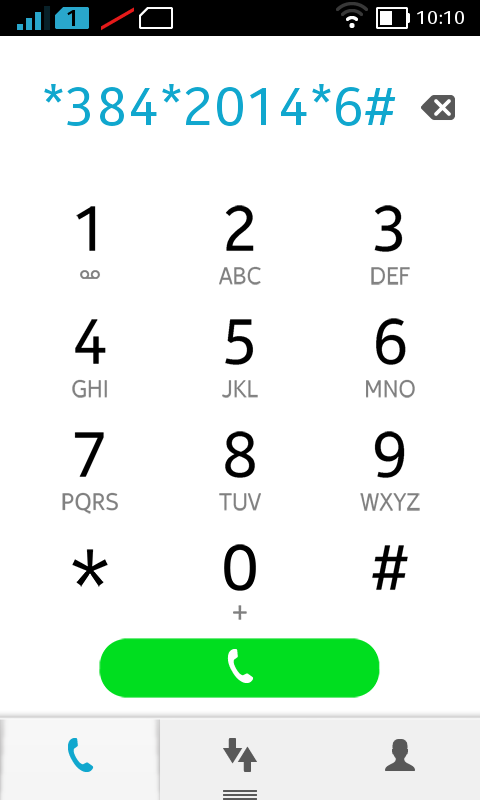 1 10:10
*384*2014*6#
1 2 3
ABC DEF
4 5 6
GHI JKL MNO
7 8 9
PQRS TUV WXYZ
* 0 #
+